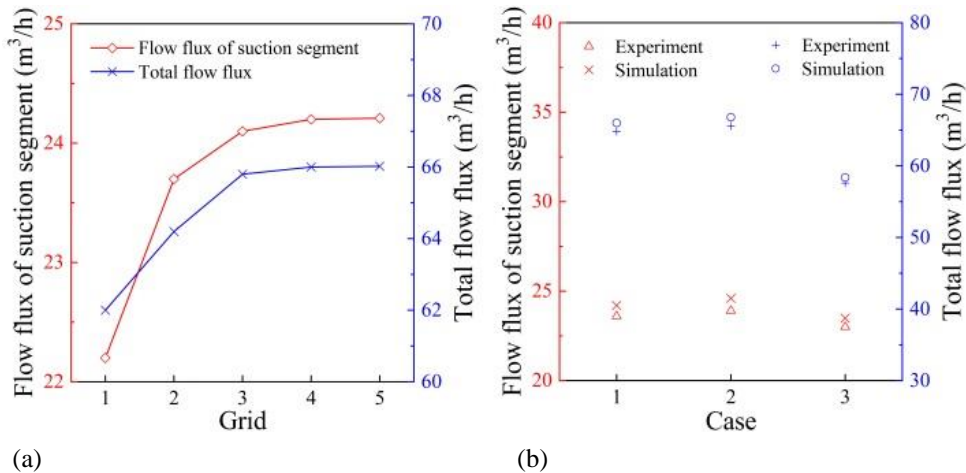 25
24
23
22
Flow flux of suction segment (m³/h)
Flow flux of suction segment
Total flow flux
70
68
66
64
62
60
Total flow flux (m³/h)
1 2 3 4 5
Grid
(a)
40
35
30
25
20
Flow flux of suction segment (m³/h)
Experiment
Simulation
Experiment
Simulation
80
70
60
50
40
30
Total flow flux (m³/h)
1 2 3
Case
(b)